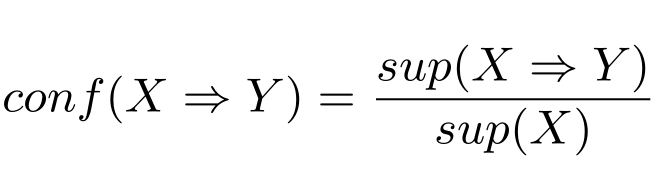 conf(X ⇒ Y) = sup(X ⇒ Y) / sup(X)